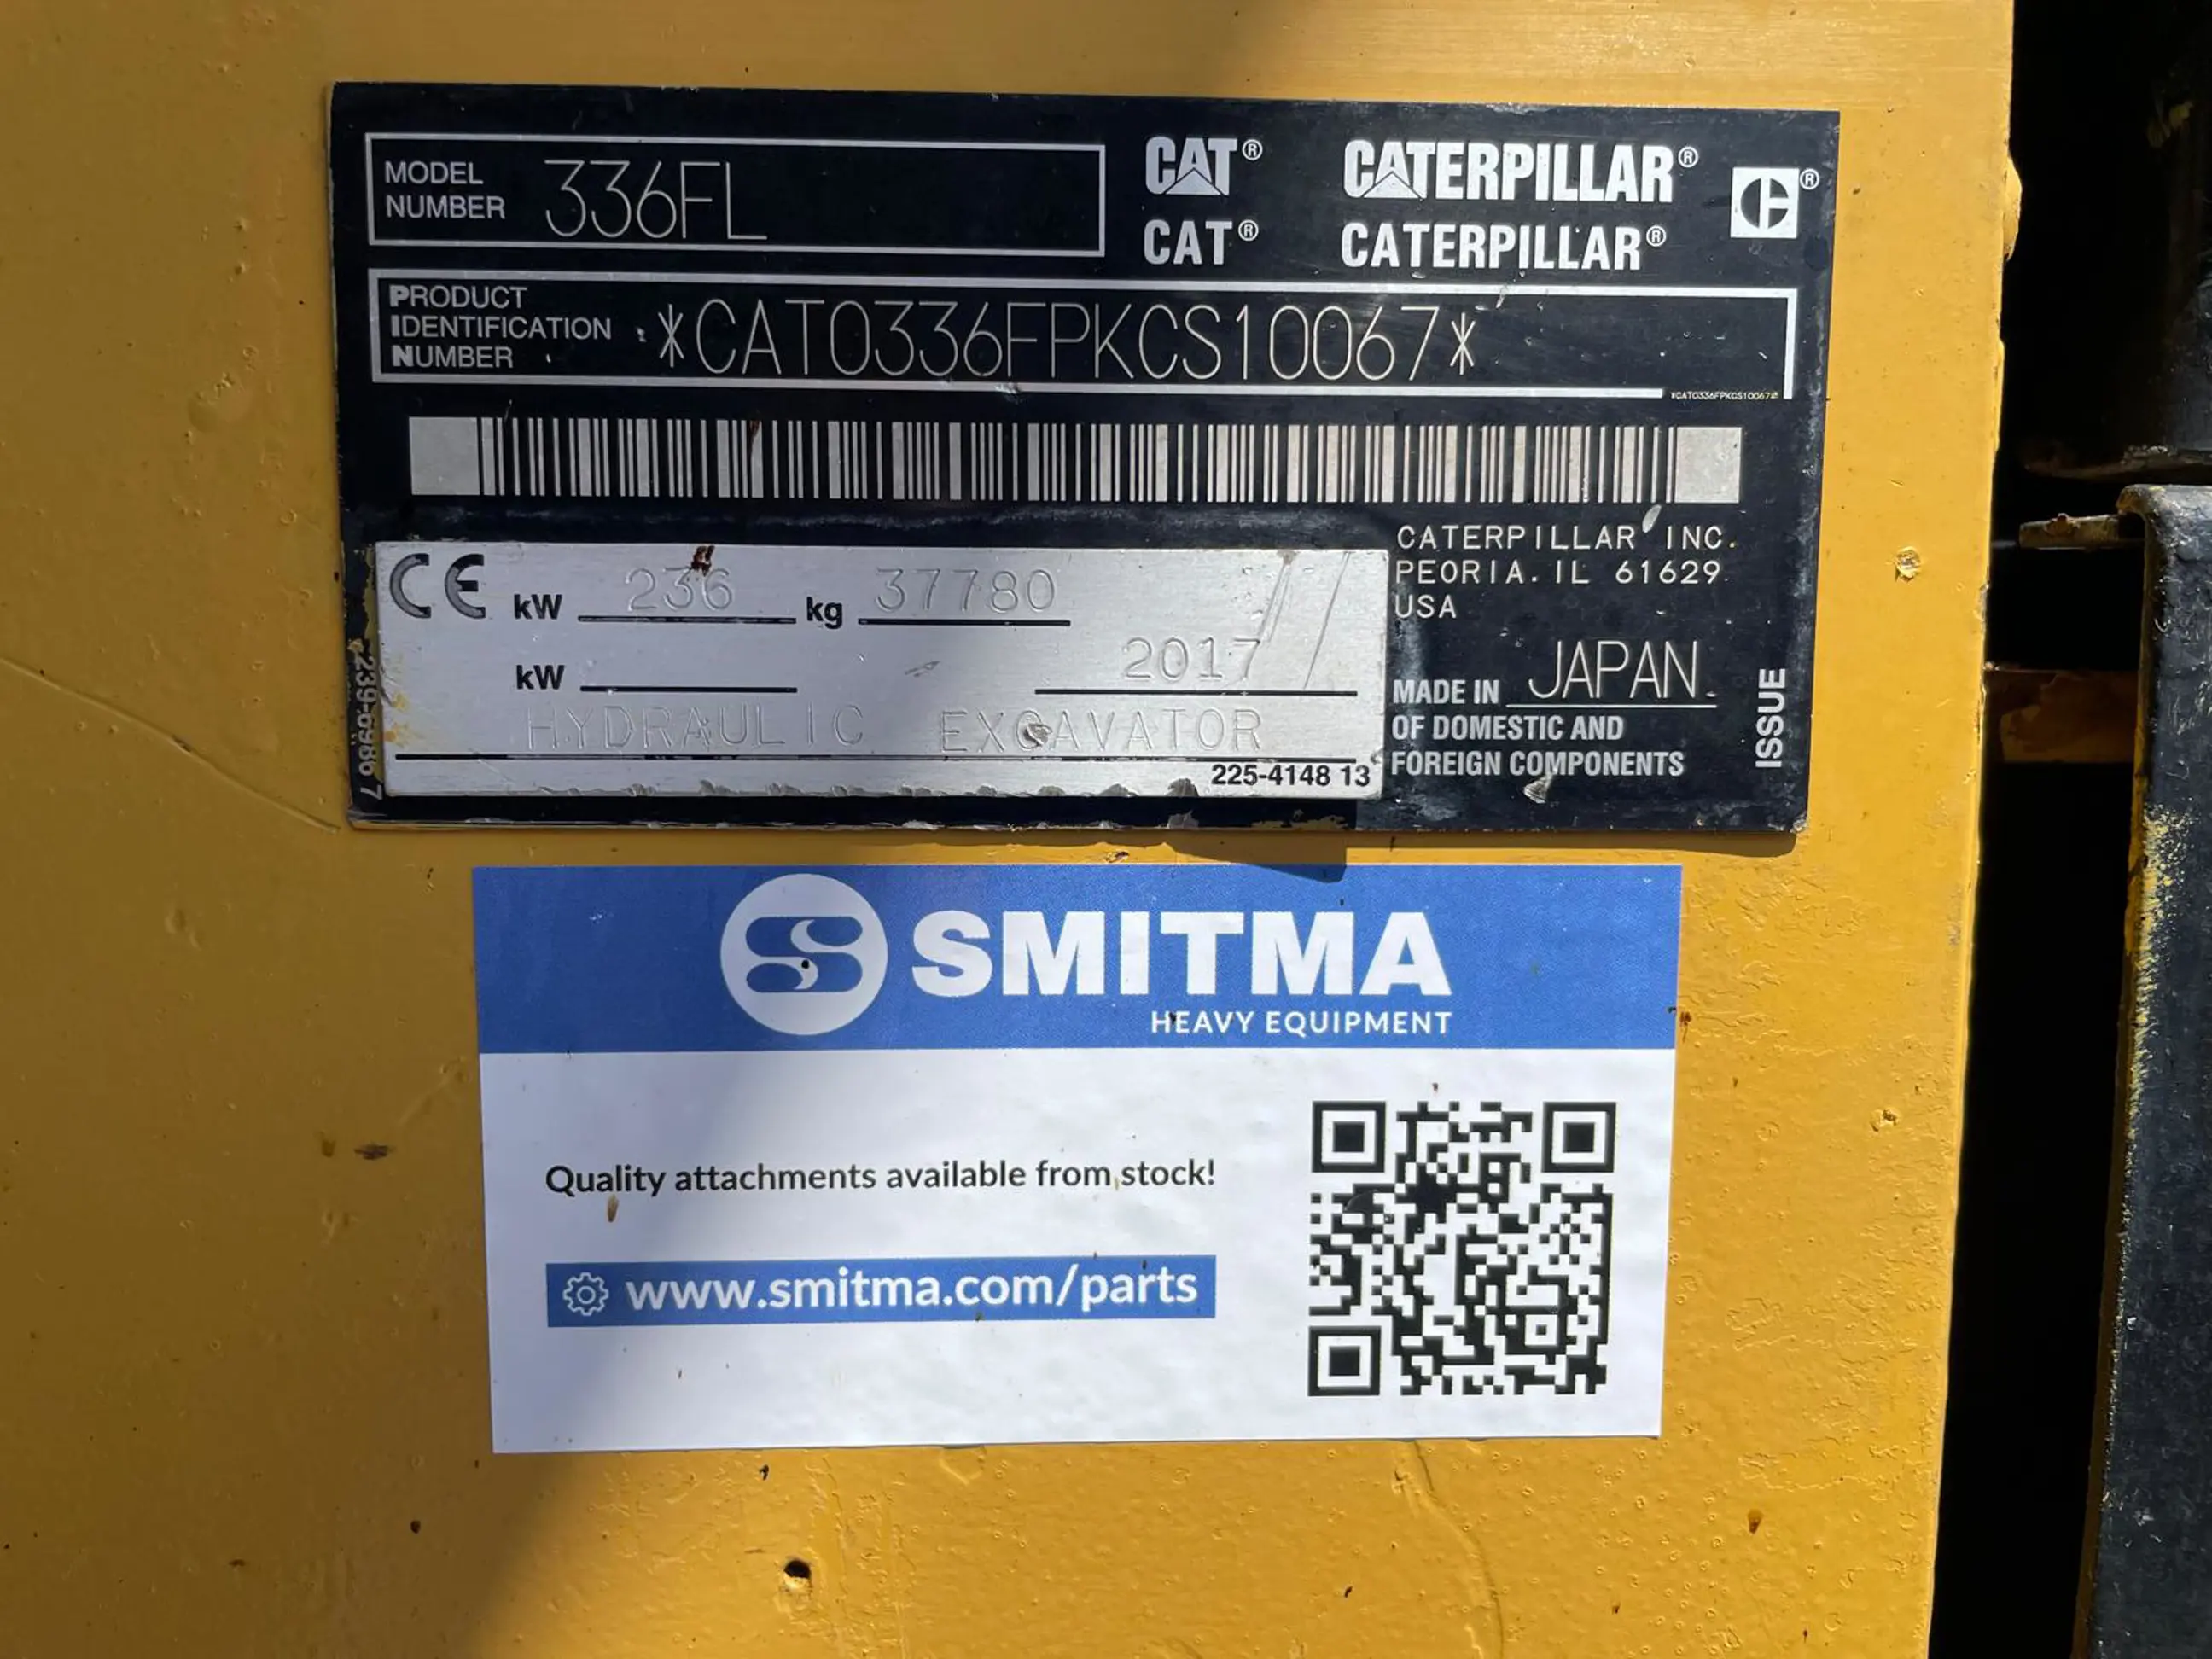 MODEL NUMBER 336FL
CAT® CATERPILLAR®
CAT® CATERPILLAR®
PRODUCT
IDENTIFICATION
NUMBER
*CAT0336FPKCS10067*
*CAT0336FPKCS10067*
CE kW 236 kg 37780
kW 2017
HYDRAULIC EXCAVATOR
225-4148 13
CATERPILLAR INC.
PEORIA. IL 61629
USA
MADE IN JAPAN
OF DOMESTIC AND
FOREIGN COMPONENTS
ISSUE
7
SMITMA
HEAVY EQUIPMENT
Quality attachments available from stock!
www.smitma.com/parts